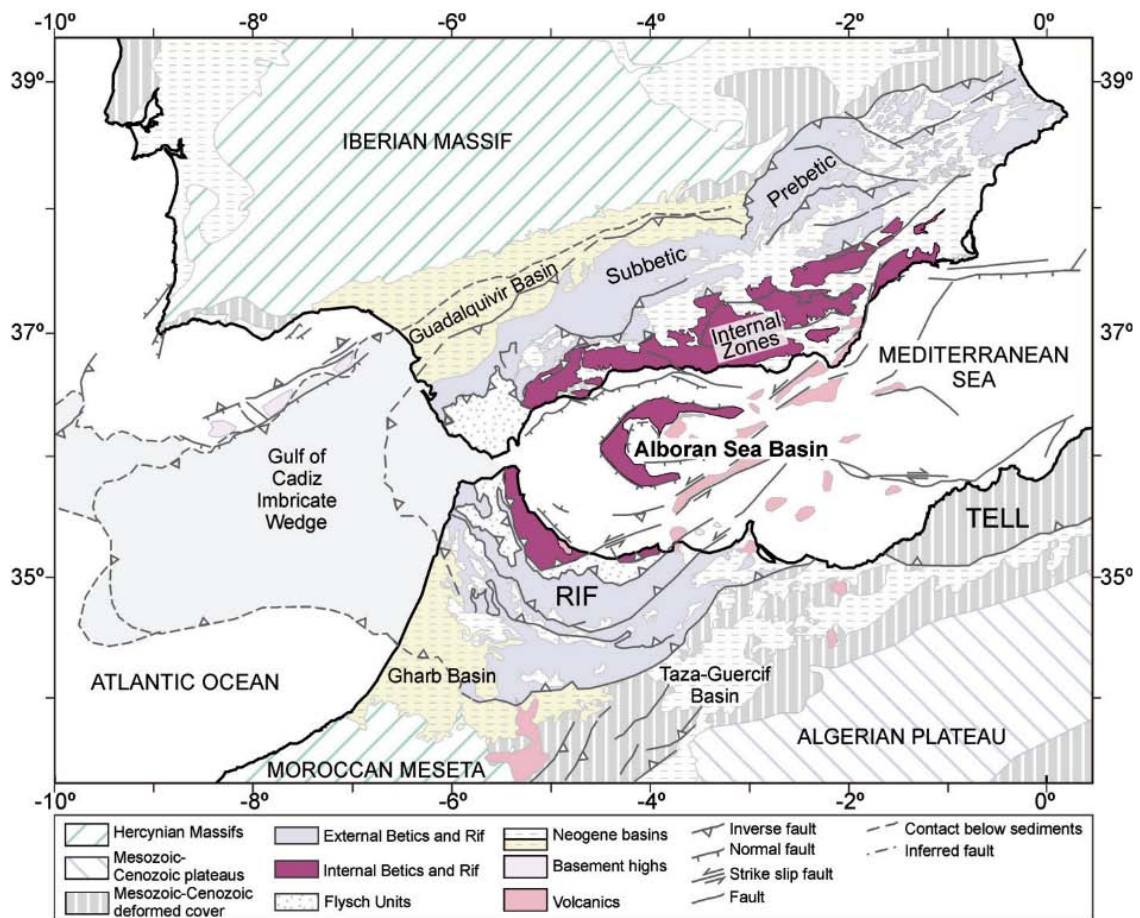 -10º -8º -6º -4º -2º 0º
39º 39º
IBERIAN MASSIF
Prebetic
Subbetic
Guadalquivir Basin
37º 37º
Internal
Zones
MEDITERRANEAN
SEA
Gulf of
Cadiz
Imbricate
Wedge
Alboran Sea Basin
TELL
35º 35º
RIF
Gharb Basin
Taza-Guercif
Basin
ATLANTIC OCEAN
ALGERIAN PLATEAU
MOROCCAN MESETA
-10º -8º -6º -4º -2º 0º
Hercynian Massifs
Mesozoic-
Cenozoic plateaus
Mesozoic-Cenozoic
deformed cover
External Betics and Rif
Internal Betics and Rif
Flysch Units
Neogene basins
Basement highs
Volcanics
Inverse fault
Normal fault
Strike slip fault
Fault
Contact below sediments
Inferred fault